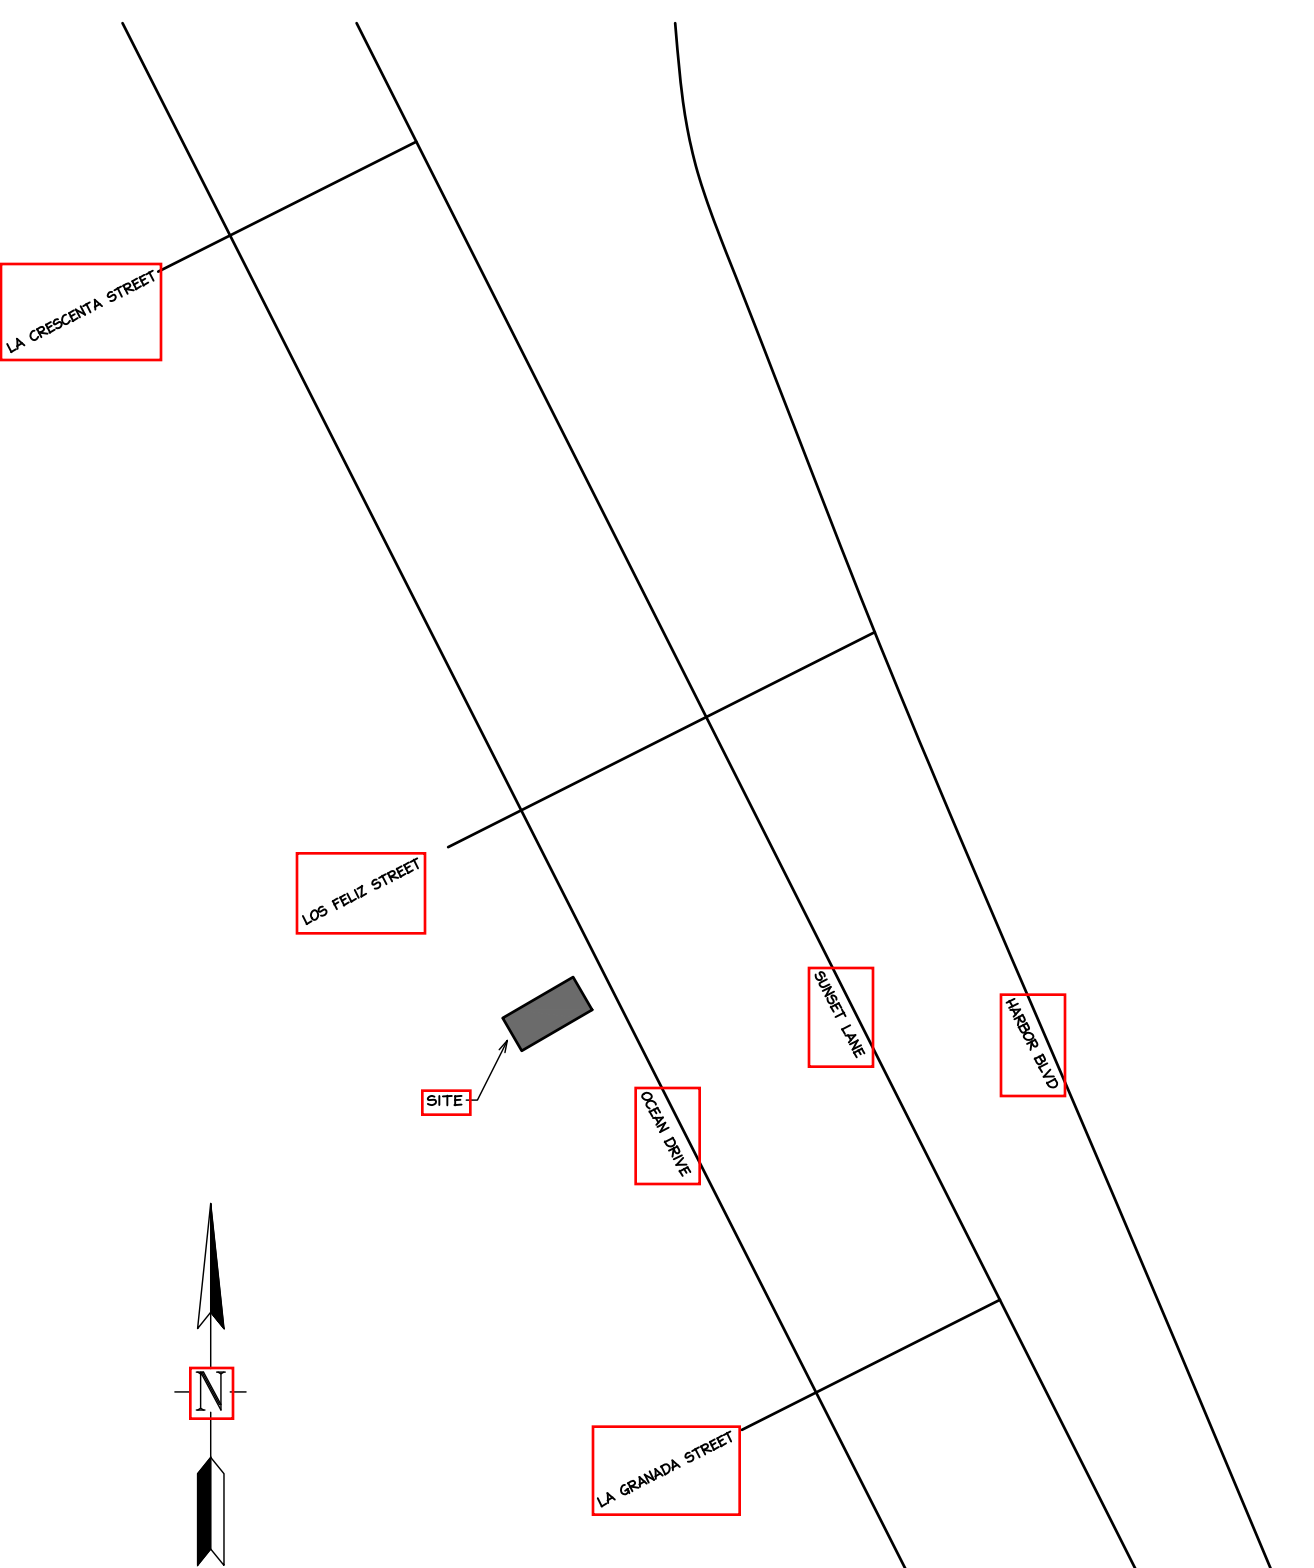 LA CRESCENTA STREET
LOS FELIZ STREET
SUNSET LANE
HARBOR BLVD
SITE
OCEAN DRIVE
N
LA GRANADA STREET